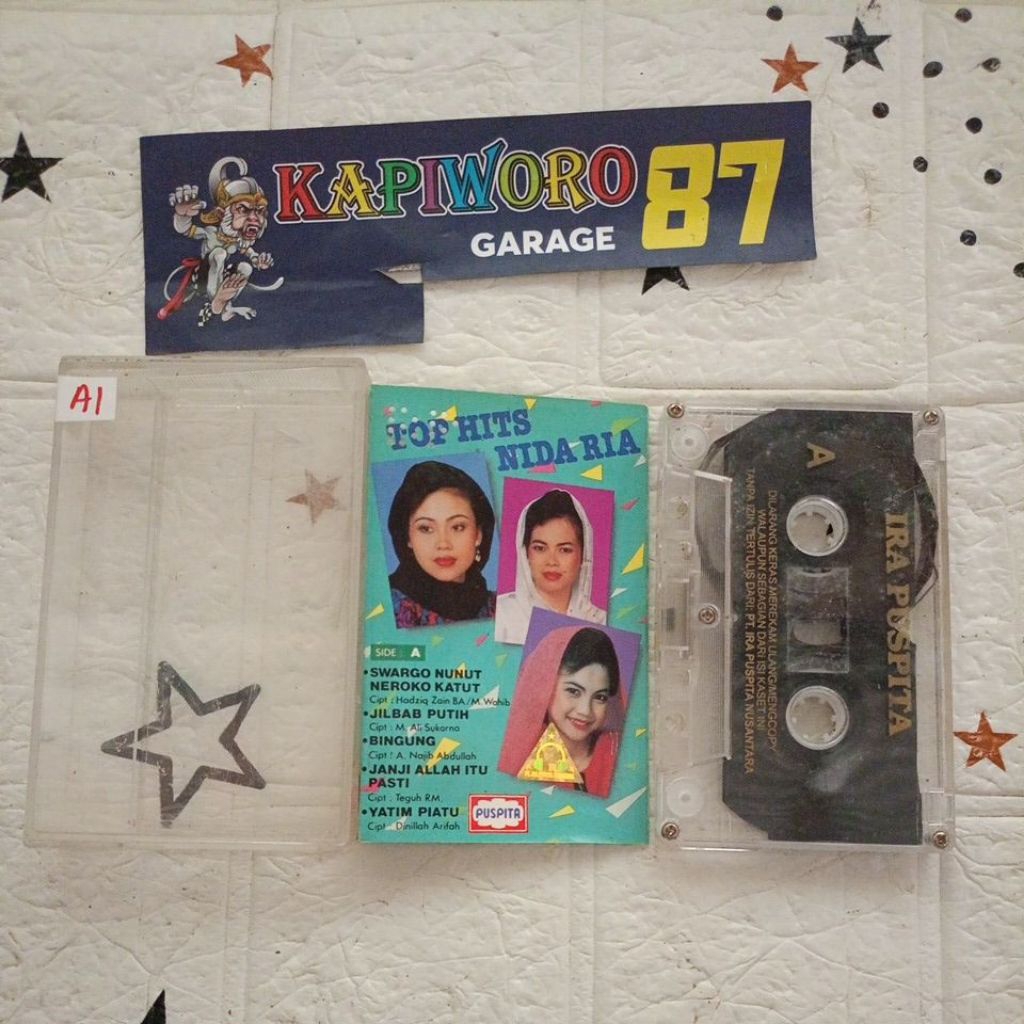 KAPIWORO 87
GARAGE
A1
TOP HITS
NIDA RIA
SIDE : A
• SWARGO NUNUT
NEROKO KATUT
Cipt : Hadziq Zain BA./M. Wahib
• JILBAB PUTIH
Cipt : M. Ali Sukarna
• BINGUNG
Cipt : A. Najib Abdullah
• JANJI ALLAH ITU
PASTI
Cipt . Teguh RM.
• YATIM PIATU
Cipt . Dinillah Arifah
PUSPITA
A
IRA PUSPITA
DILARANG KERAS MEREKAM ULANG/MENGCOPY
WALAUPUN SEBAGIAN DARI ISI KASET INI
TANPA IZIN TERTULIS DARI: PT. IRA PUSPITA NUSANTARA